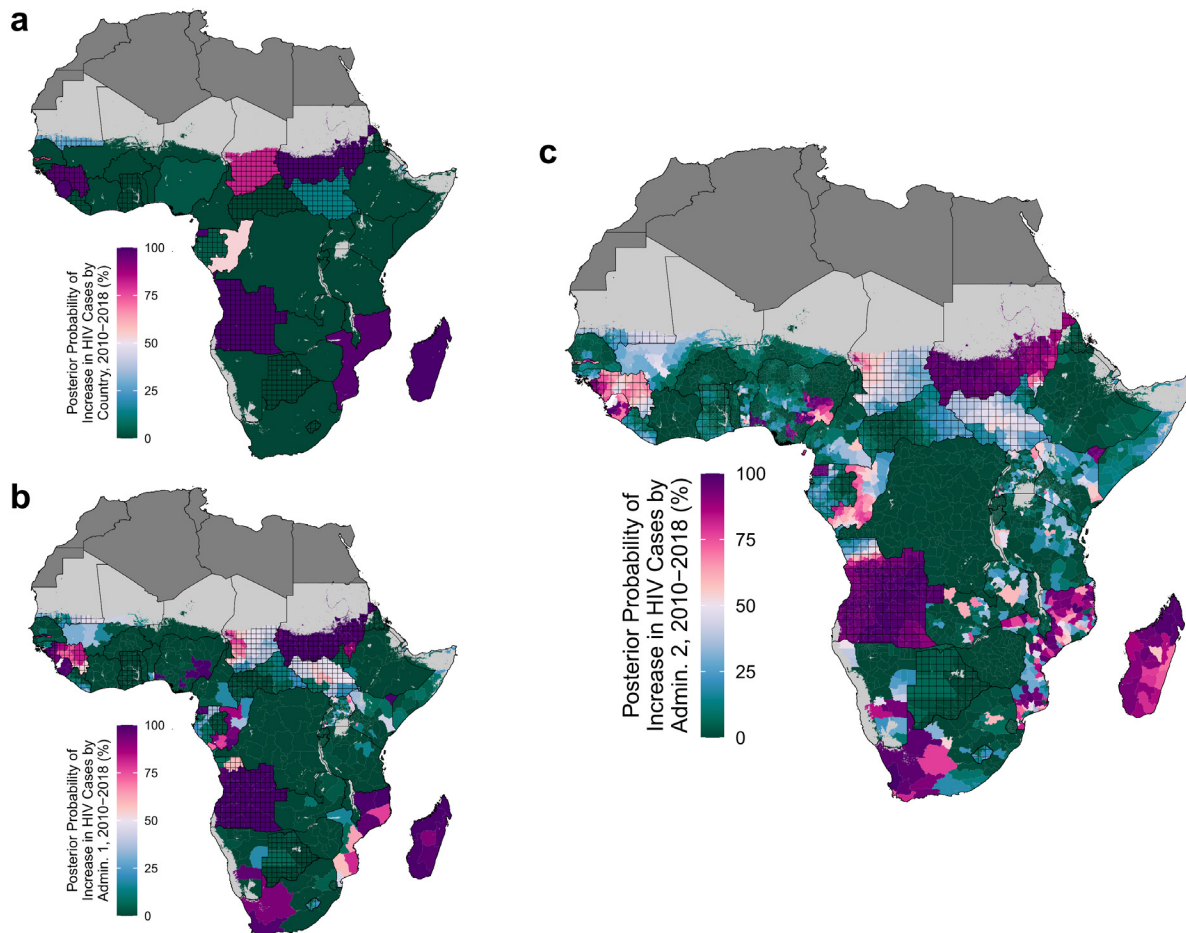 a
Posterior Probability of
Increase in HIV Cases by
Country, 2010−2018 (%)
100
75
50
25
0
b
Posterior Probability of
Increase in HIV Cases by
Admin. 1, 2010−2018 (%)
100
75
50
25
0
c
Posterior Probability of
Increase in HIV Cases by
Admin. 2, 2010−2018 (%)
100
75
50
25
0